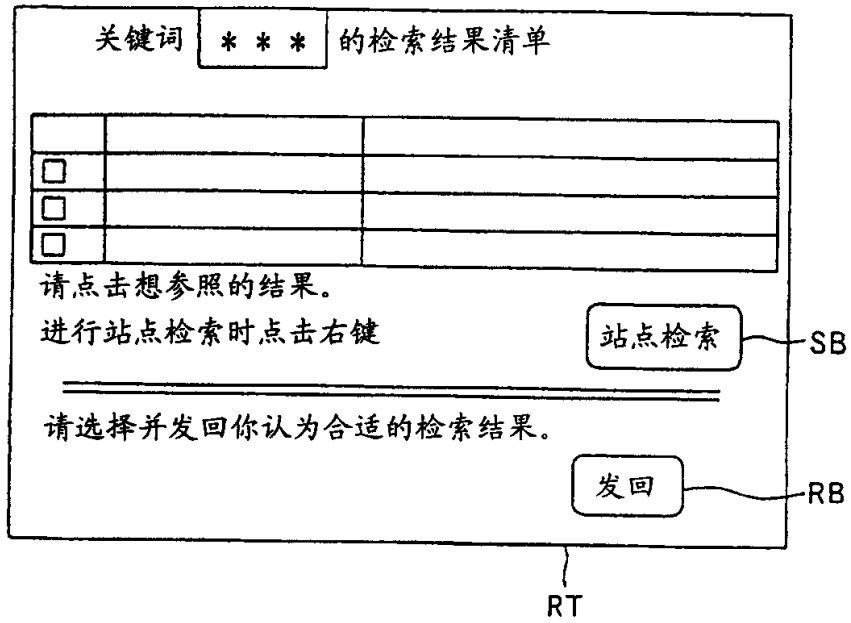 关键词 * * * 的检索结果清单
请点击想参照的结果。
进行站点检索时点击右键
站点检索
SB
请选择并发回你认为合适的检索结果。
发回
RB
RT